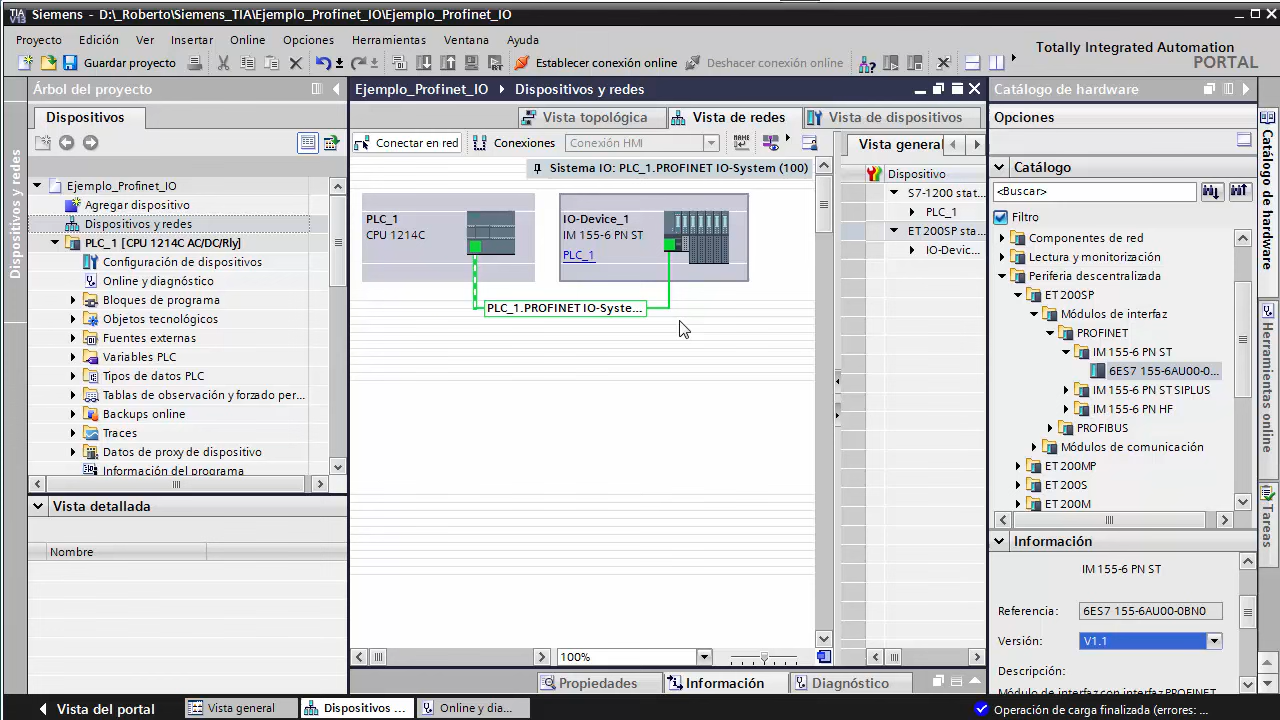 Siemens - D:\_Roberto\Siemens_TIA\Ejemplo_Profinet_IO\Ejemplo_Profinet_IO
Proyecto Edición Ver Insertar Online Opciones Herramientas Ventana Ayuda
Totally Integrated Automation
PORTAL
Guardar proyecto
Establecer conexión online
Deshacer conexión online
Árbol del proyecto
Dispositivos
Ejemplo_Profinet_IO
Agregar dispositivo
Dispositivos y redes
PLC_1 [CPU 1214C AC/DC/Rly]
Configuración de dispositivos
Online y diagnóstico
Bloques de programa
Objetos tecnológicos
Fuentes externas
Variables PLC
Tipos de datos PLC
Tablas de observación y forzado per...
Backups online
Traces
Datos de proxy de dispositivo
Información del programa
Vista detallada
Nombre
Dispositivos y redes
Ejemplo_Profinet_IO
Dispositivos y redes
Vista topológica
Vista de redes
Vista de dispositivos
Conectar en red
Conexiones
Conexión HMI
Sistema IO: PLC_1.PROFINET IO-System (100)
PLC_1
CPU 1214C
IO-Device_1
IM 155-6 PN ST
PLC_1
PLC_1.PROFINET IO-Syste...
100%
Vista general
Dispositivo
S7-1200 stat...
PLC_1
ET 200SP sta...
IO-Devic...
Propiedades
Información
Diagnóstico
Catálogo de hardware
Opciones
Catálogo
<Buscar>
Filtro
Componentes de red
Lectura y monitorización
Periferia descentralizada
ET 200SP
Módulos de interfaz
PROFINET
IM 155-6 PN ST
6ES7 155-6AU00-0...
IM 155-6 PN ST SIPLUS
IM 155-6 PN HF
PROFIBUS
Módulos de comunicación
ET 200MP
ET 200S
ET 200M
Información
IM 155-6 PN ST
Referencia: 6ES7 155-6AU00-0BN0
Versión: V1.1
Descripción:
Módulo de interfaz con interfaz PROFINET
Catálogo de hardware
Herramientas online
Tareas
Vista del portal
Vista general
Dispositivos ...
Online y dia...
Operación de carga finalizada (errores: ...